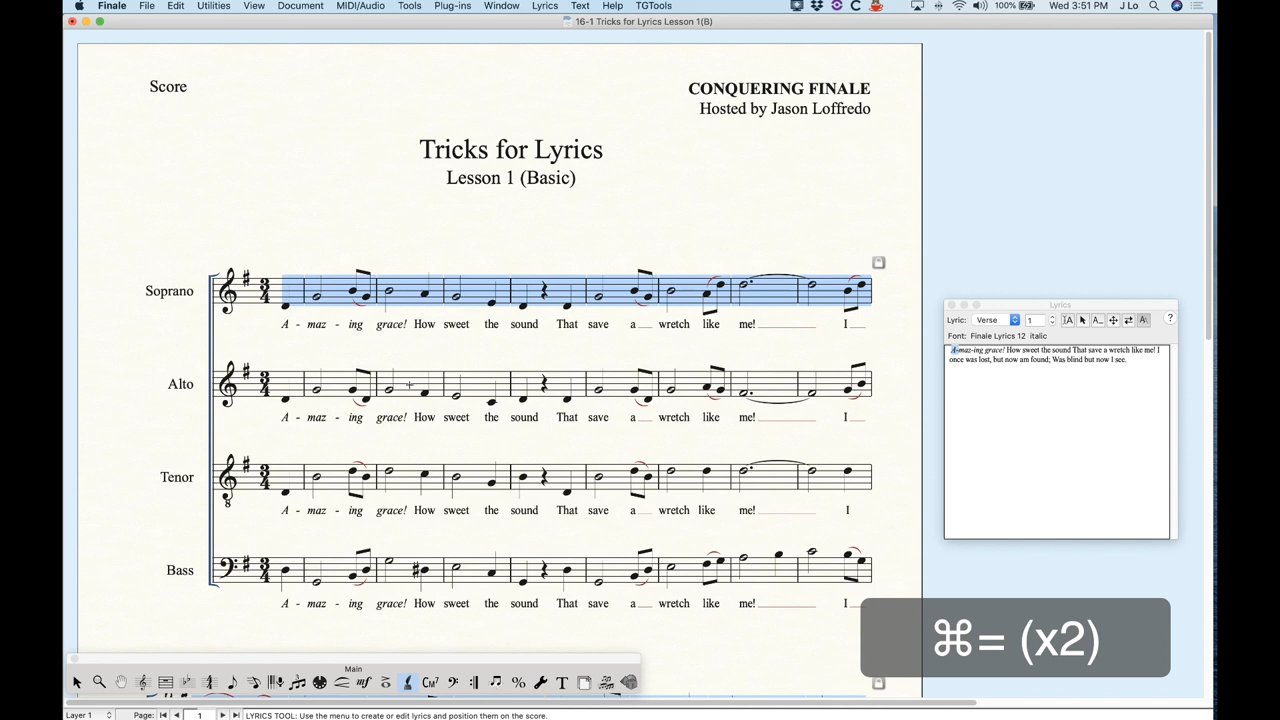 Finale File Edit Utilities View Document MIDI/Audio Tools Plug-ins Window Lyrics Text Help TGTools 100% Wed 3:51 PM J Lo
16-1 Tricks for Lyrics Lesson 1(B)
Score
CONQUERING FINALE
Hosted by Jason Loffredo
Tricks for Lyrics
Lesson 1 (Basic)
Soprano
A - maz - ing grace! How sweet the sound That save a wretch like me! I
Alto
A - maz - ing grace! How sweet the sound That save a wretch like me! I
Tenor
A - maz - ing grace! How sweet the sound That save a wretch like me! I
Bass
A - maz - ing grace! How sweet the sound That save a wretch like me! I
Lyrics
Lyric: Verse 1 ?
Font: Finale Lyrics 12 italic
A-maz-ing grace! How sweet the sound That save a wretch like me! I
once was lost, but now am found; Was blind but now I see.
⌘= (x2)
Main
Layer 1 Page: 1 LYRICS TOOL: Use the menu to create or edit lyrics and position them on the score.